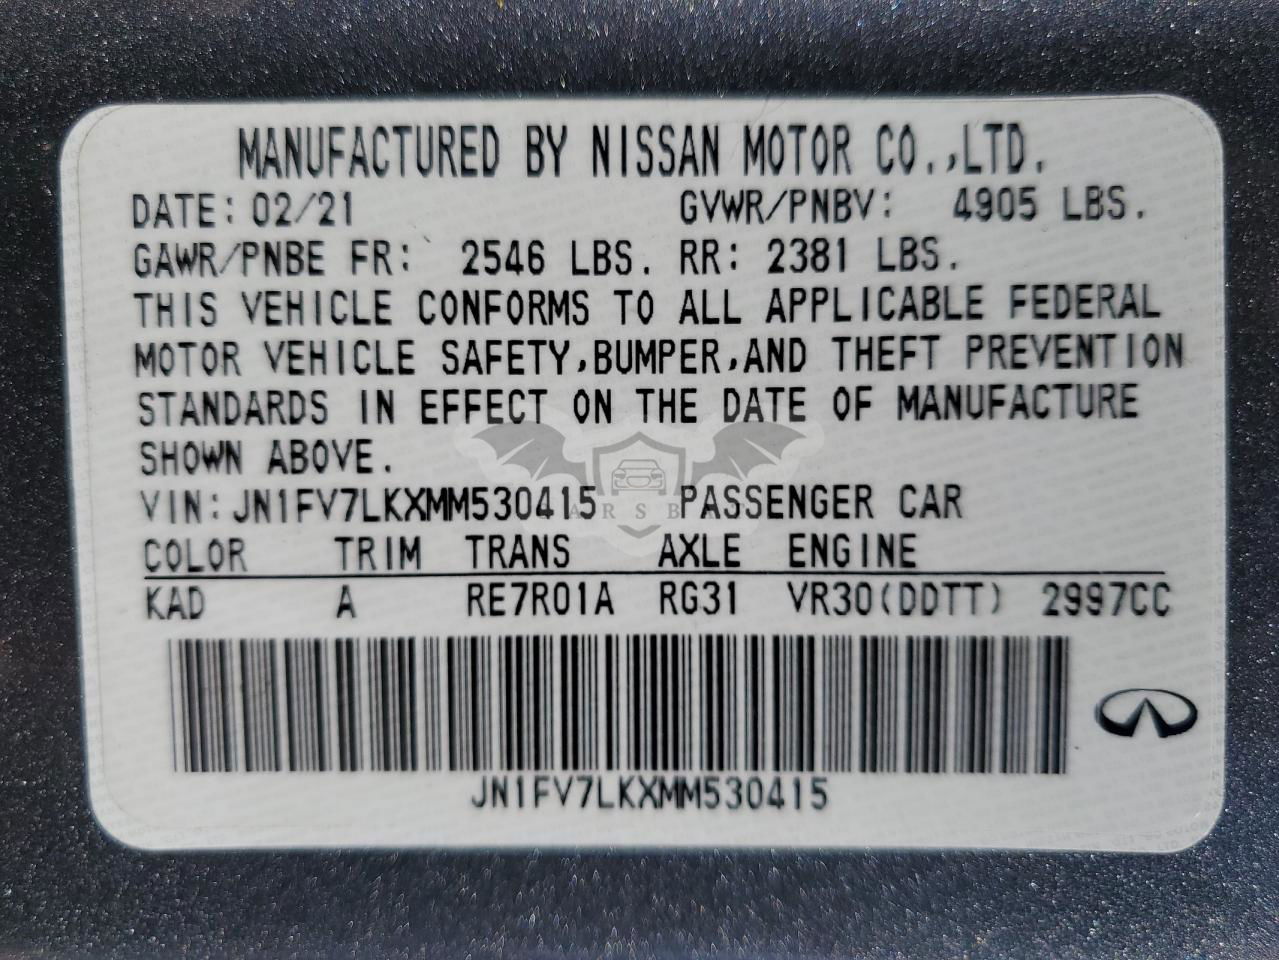 MANUFACTURED BY NISSAN MOTOR CO.,LTD.
DATE: 02/21 GVWR/PNBV: 4905 LBS.
GAWR/PNBE FR: 2546 LBS. RR: 2381 LBS.
THIS VEHICLE CONFORMS TO ALL APPLICABLE FEDERAL
MOTOR VEHICLE SAFETY,BUMPER,AND THEFT PREVENTION
STANDARDS IN EFFECT ON THE DATE OF MANUFACTURE
SHOWN ABOVE.
VIN: JN1FV7LKXMM530415 PASSENGER CAR
COLOR TRIM TRANS AXLE ENGINE
KAD A RE7R01A RG31 VR30(DDTT) 2997CC
JN1FV7LKXMM530415